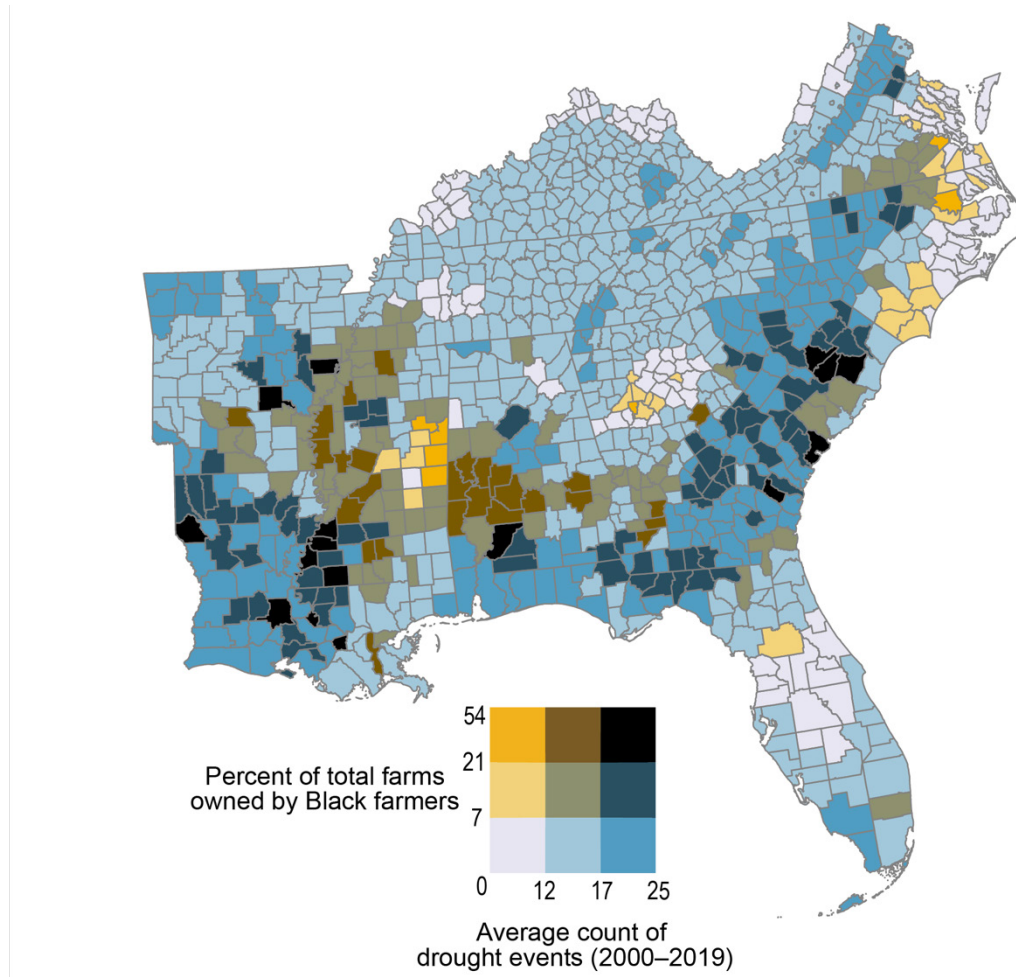 54
21
Percent of total farms
owned by Black farmers
7
0
12
17
25
Average count of
drought events (2000–2019)